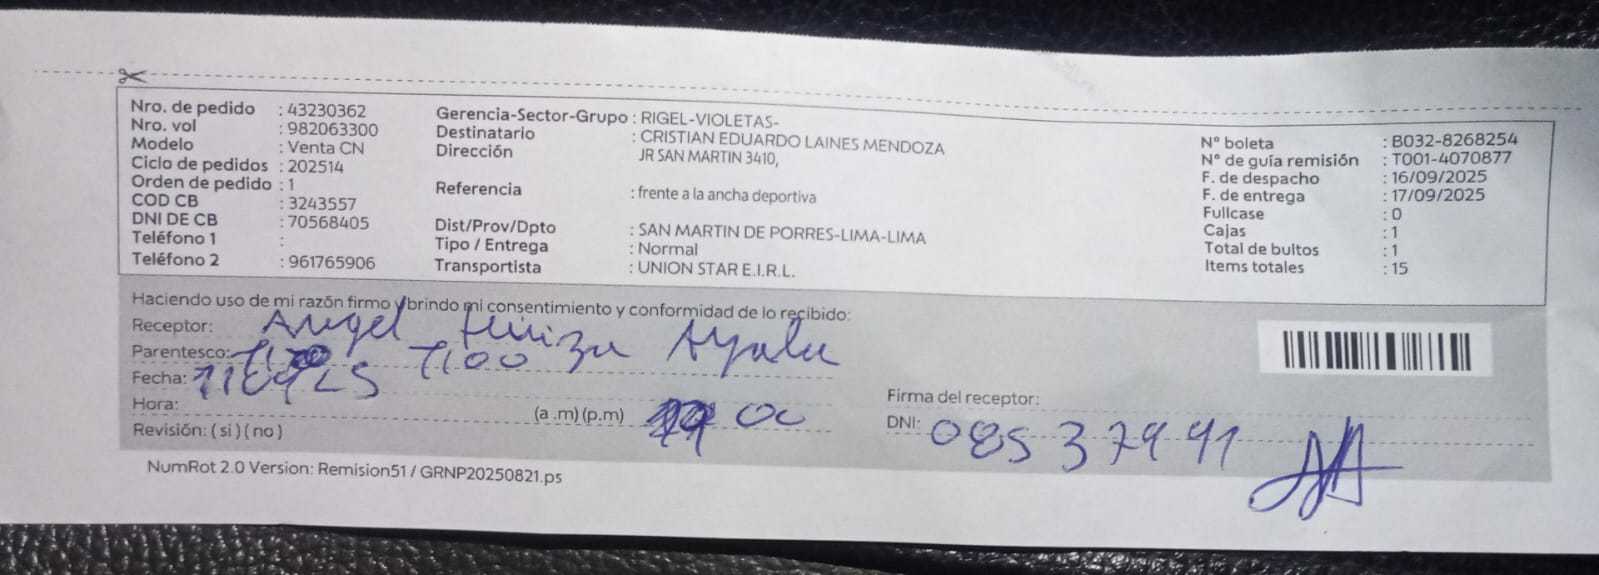 Nro. de pedido : 43230362
Nro. vol : 982063300
Modelo : Venta CN
Ciclo de pedidos : 202514
Orden de pedido : 1
COD CB : 3243557
DNI DE CB : 70568405
Teléfono 1 :
Teléfono 2 : 961765906
Gerencia-Sector-Grupo : RIGEL-VIOLETAS-
Destinatario : CRISTIAN EDUARDO LAINES MENDOZA
Dirección JR SAN MARTIN 3410,
Referencia : frente a la ancha deportiva
Dist/Prov/Dpto : SAN MARTIN DE PORRES-LIMA-LIMA
Tipo / Entrega : Normal
Transportista : UNION STAR E.I.R.L.
N° boleta : B032-8268254
N° de guía remisión : T001-4070877
F. de despacho : 16/09/2025
F. de entrega : 17/09/2025
Fullcase : 0
Cajas : 1
Total de bultos : 1
Items totales : 15
Haciendo uso de mi razón firmo y brindo mi consentimiento y conformidad de lo recibido:
Receptor: Angel Ayala
Parentesco:
Fecha:
Hora: (a .m) (p.m) 00
Revisión: ( si ) ( no )
Firma del receptor:
DNI: 08537991
NumRot 2.0 Version: Remision51 / GRNP20250821.ps